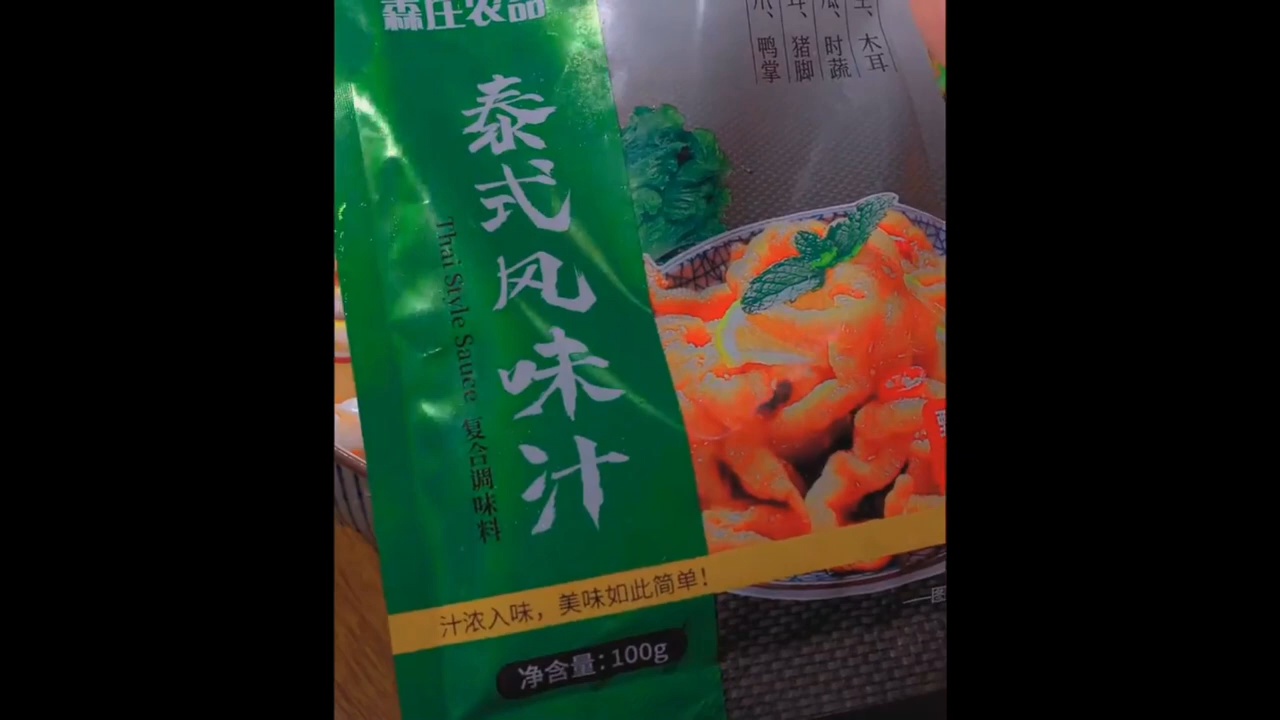 森庄农品
泰式风味汁
Thai Style Sauce 复合调味料
木耳
时蔬
猪脚
鸭掌
汁浓入味，美味如此简单！
净含量：100g